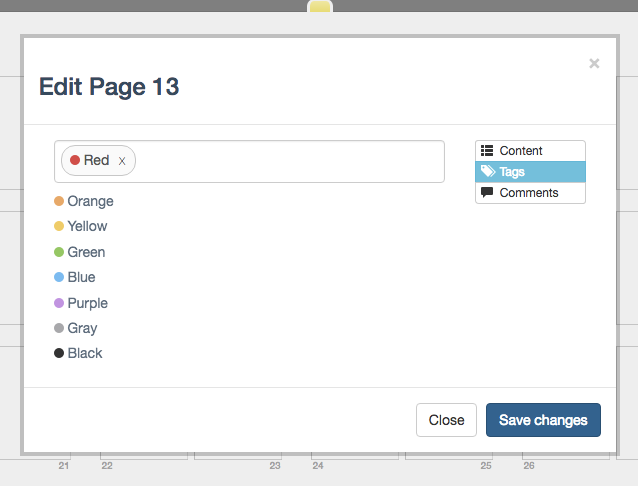 ×
Edit Page 13
Red x
Content
Tags
Comments
Orange
Yellow
Green
Blue
Purple
Gray
Black
Close
Save changes
21 22 23 24 25 26